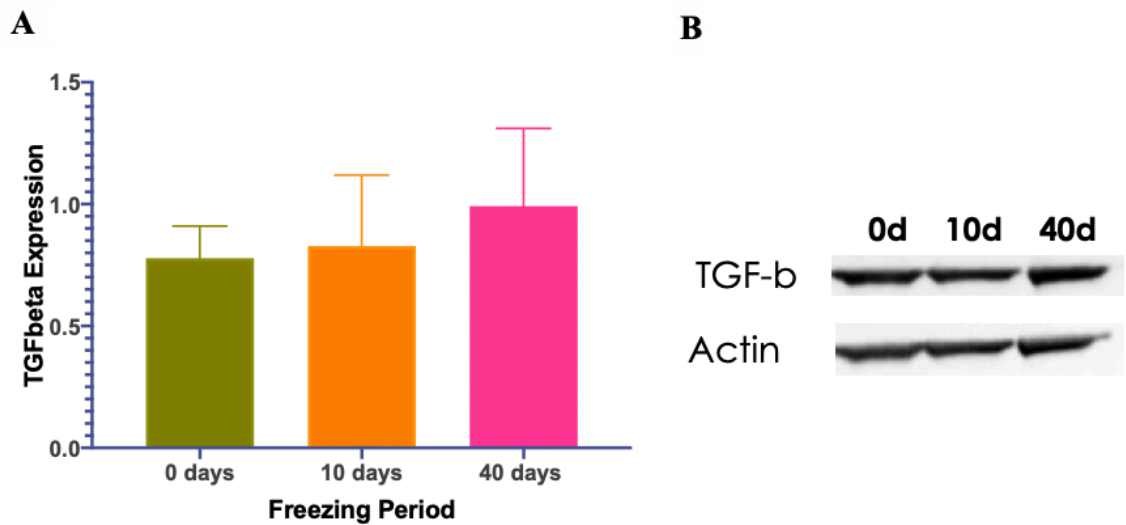 A
1.5
1.0
0.5
0.0
TGFbeta Expression
0 days 10 days 40 days
Freezing Period
B
0d 10d 40d
TGF-b
Actin